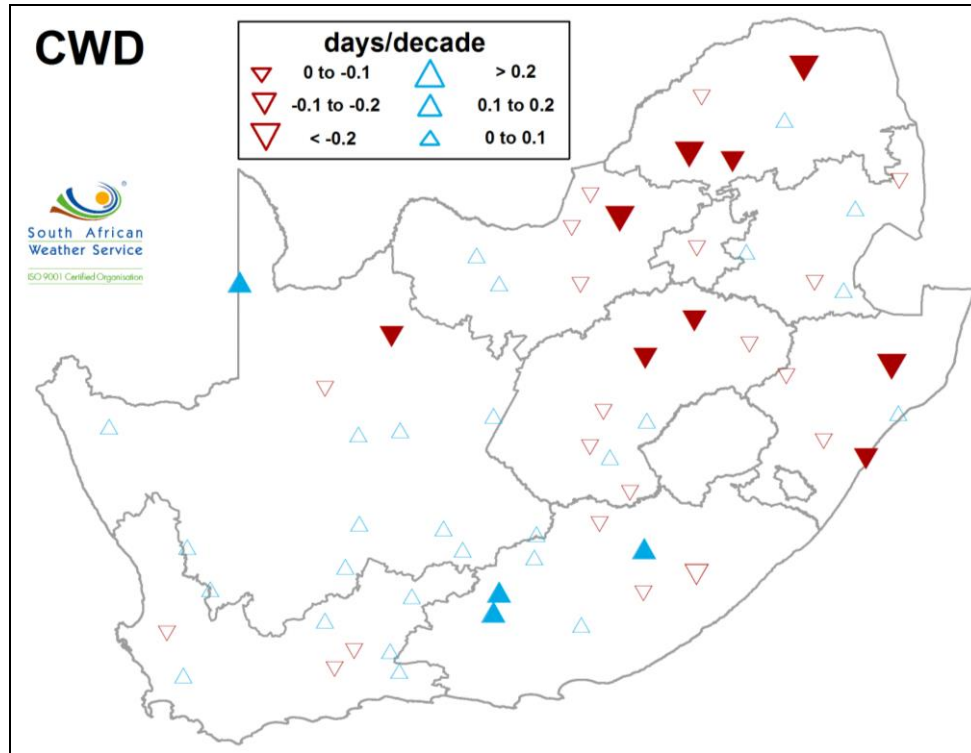 CWD
days/decade
0 to -0.1
> 0.2
-0.1 to -0.2
0.1 to 0.2
< -0.2
0 to 0.1
®
South African
Weather Service
ISO 9001 Certified Organisation